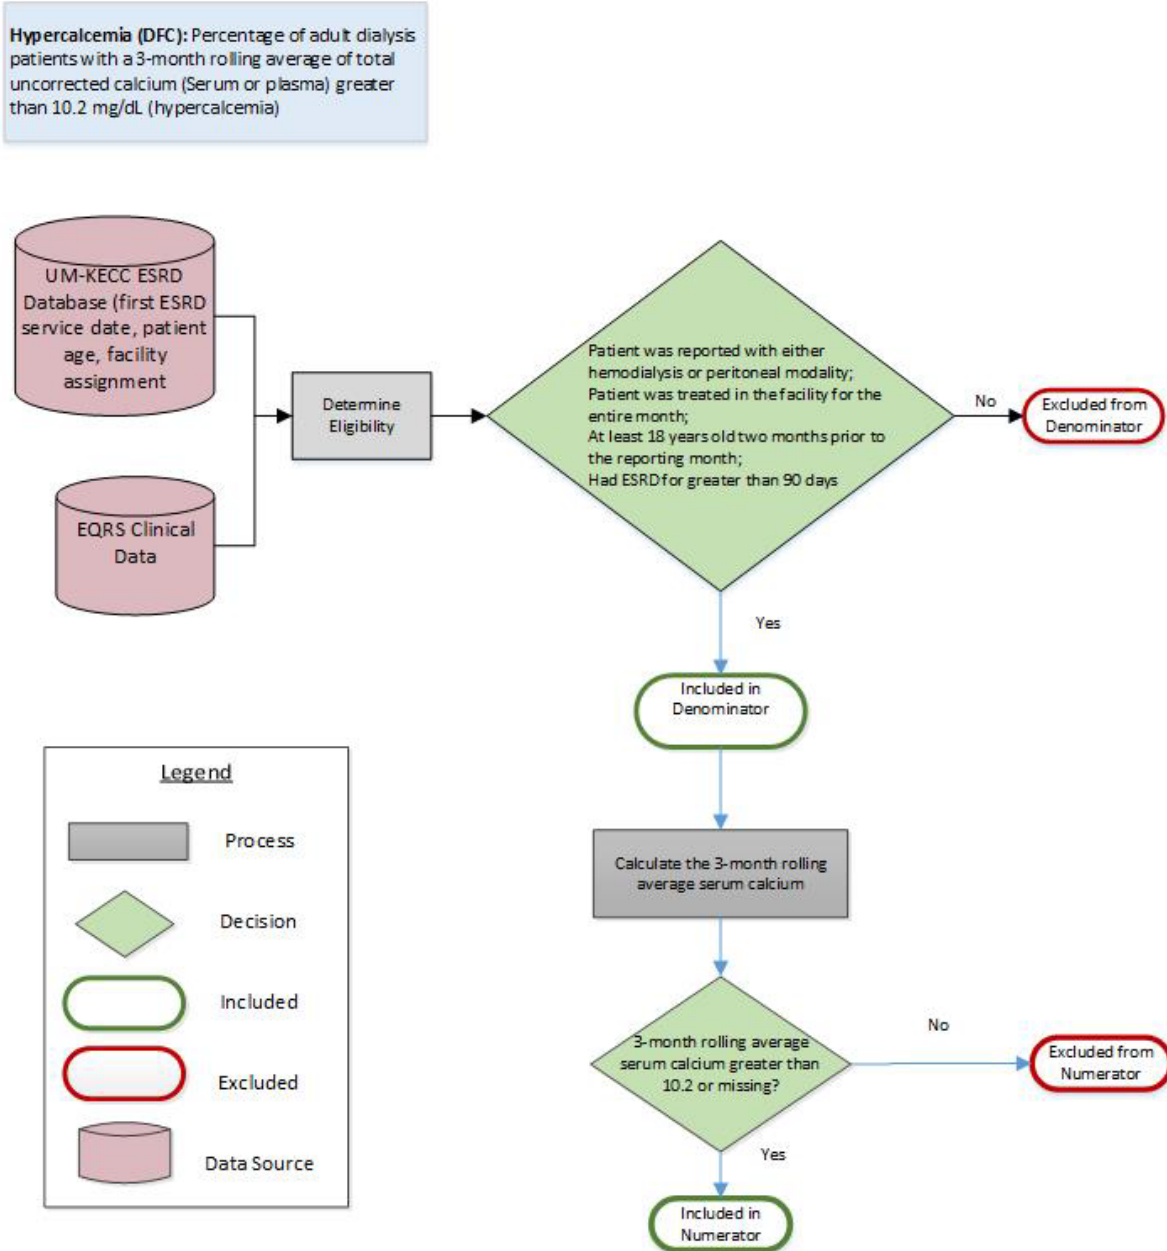 Hypercalcemia (DFC): Percentage of adult dialysis
patients with a 3-month rolling average of total
uncorrected calcium (Serum or plasma) greater
than 10.2 mg/dL (hypercalcemia)
UM-KECC ESRD
Database (first ESRD
service date, patient
age, facility
assignment
EQRS Clinical
Data
Determine
Eligibility
Patient was reported with either
hemodialysis or peritoneal modality;
Patient was treated in the facility for the
entire month;
At least 18 years old two months prior to
the reporting month;
Had ESRD for greater than 90 days
No
Excluded from
Denominator
Yes
Included in
Denominator
Calculate the 3-month rolling
average serum calcium
3-month rolling average
serum calcium greater than
10.2 or missing?
No
Excluded from
Numerator
Yes
Included in
Numerator
Legend
Process
Decision
Included
Excluded
Data Source